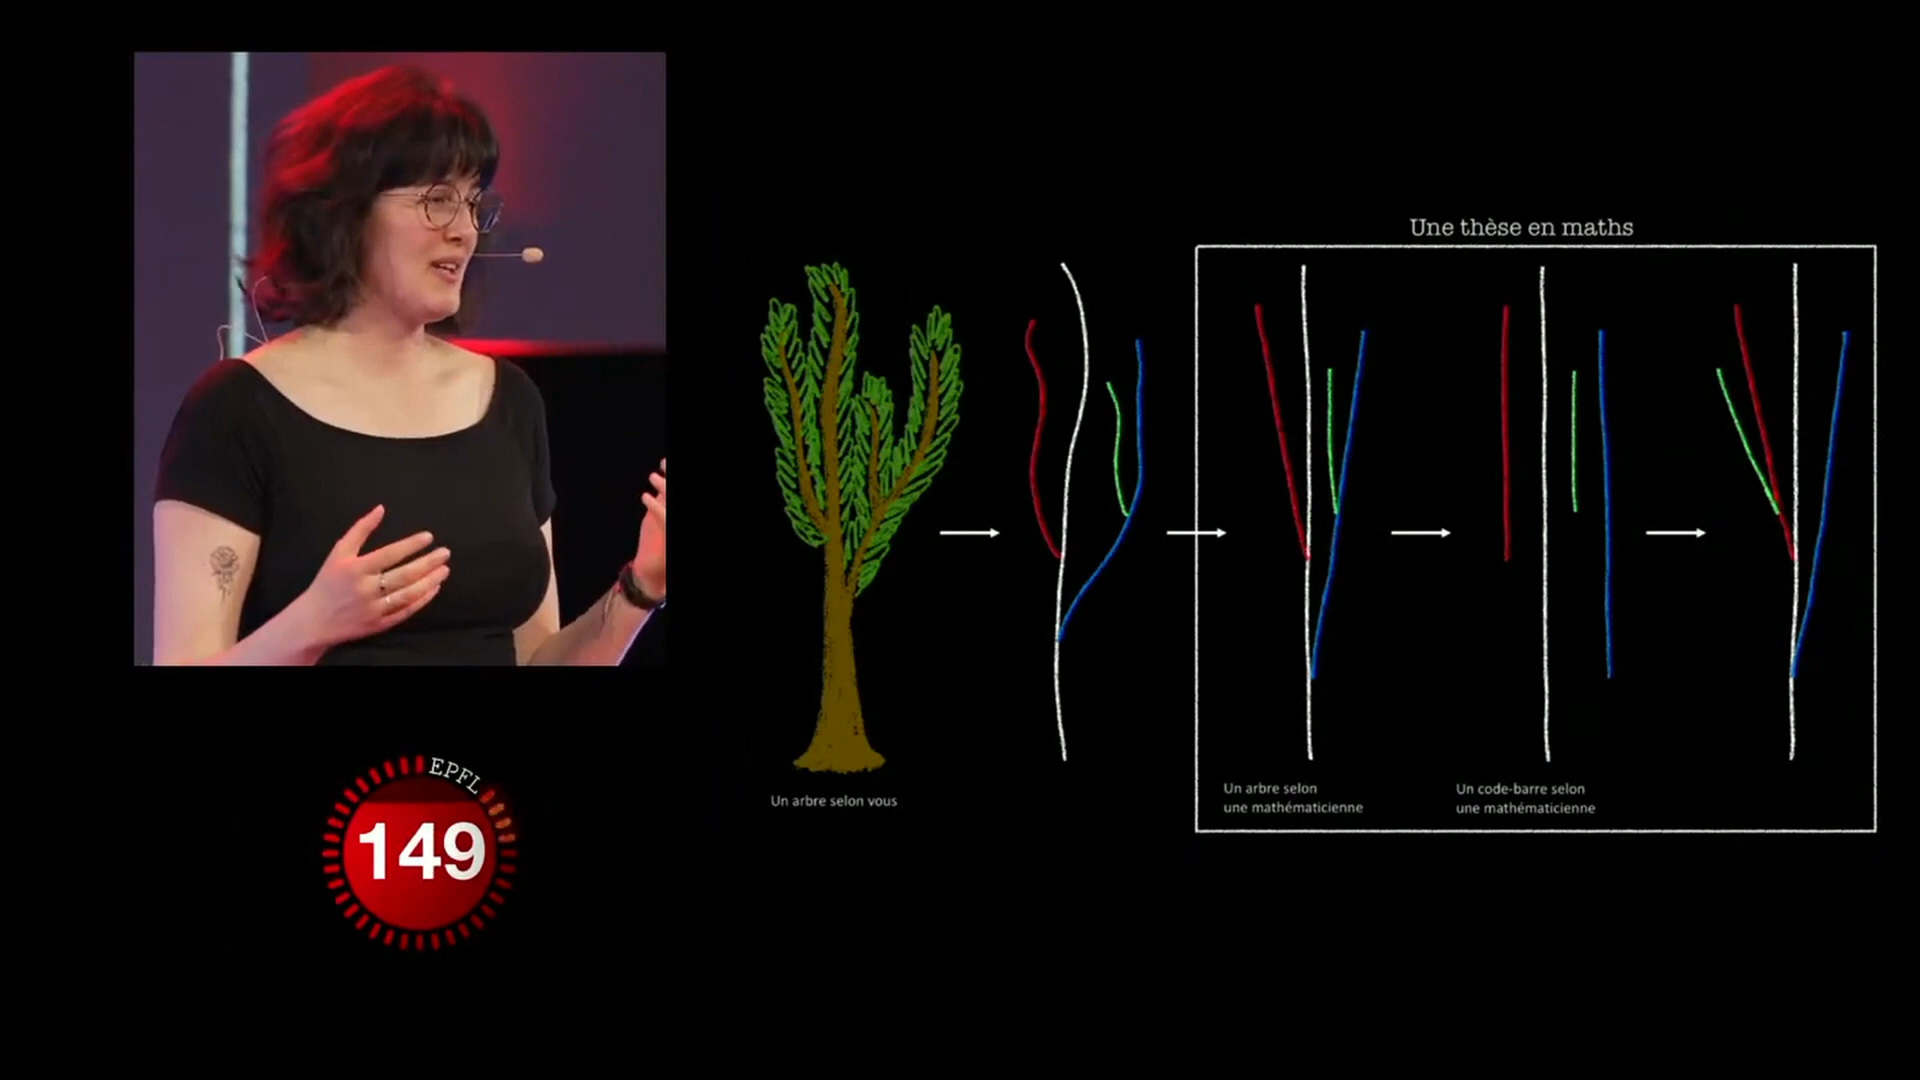 Une thèse en maths
Un arbre selon vous
Un arbre selon
une mathématicienne
Un code-barre selon
une mathématicienne
EPFL
149